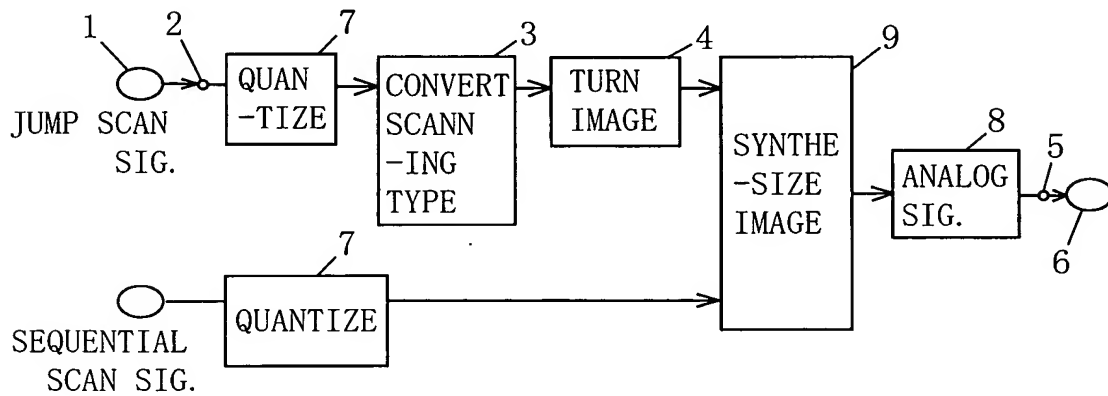 1
2
7
3
4
9
QUAN
-TIZE
CONVERT
SCANN
-ING
TYPE
TURN
IMAGE
JUMP SCAN
SIG.
SYNTHE
-SIZE
IMAGE
8
5
ANALOG
SIG.
6
7
QUANTIZE
SEQUENTIAL
SCAN SIG.